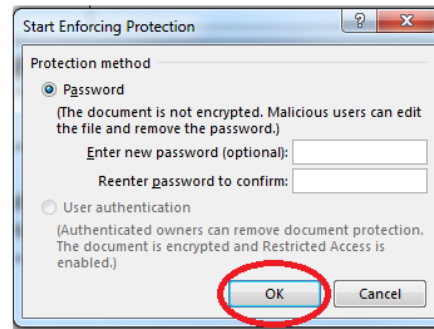 Start Enforcing Protection
Protection method
Password
(The document is not encrypted. Malicious users can edit
the file and remove the password.)
Enter new password (optional):
Reenter password to confirm:
User authentication
(Authenticated owners can remove document protection.
The document is encrypted and Restricted Access is
enabled.)
OK Cancel